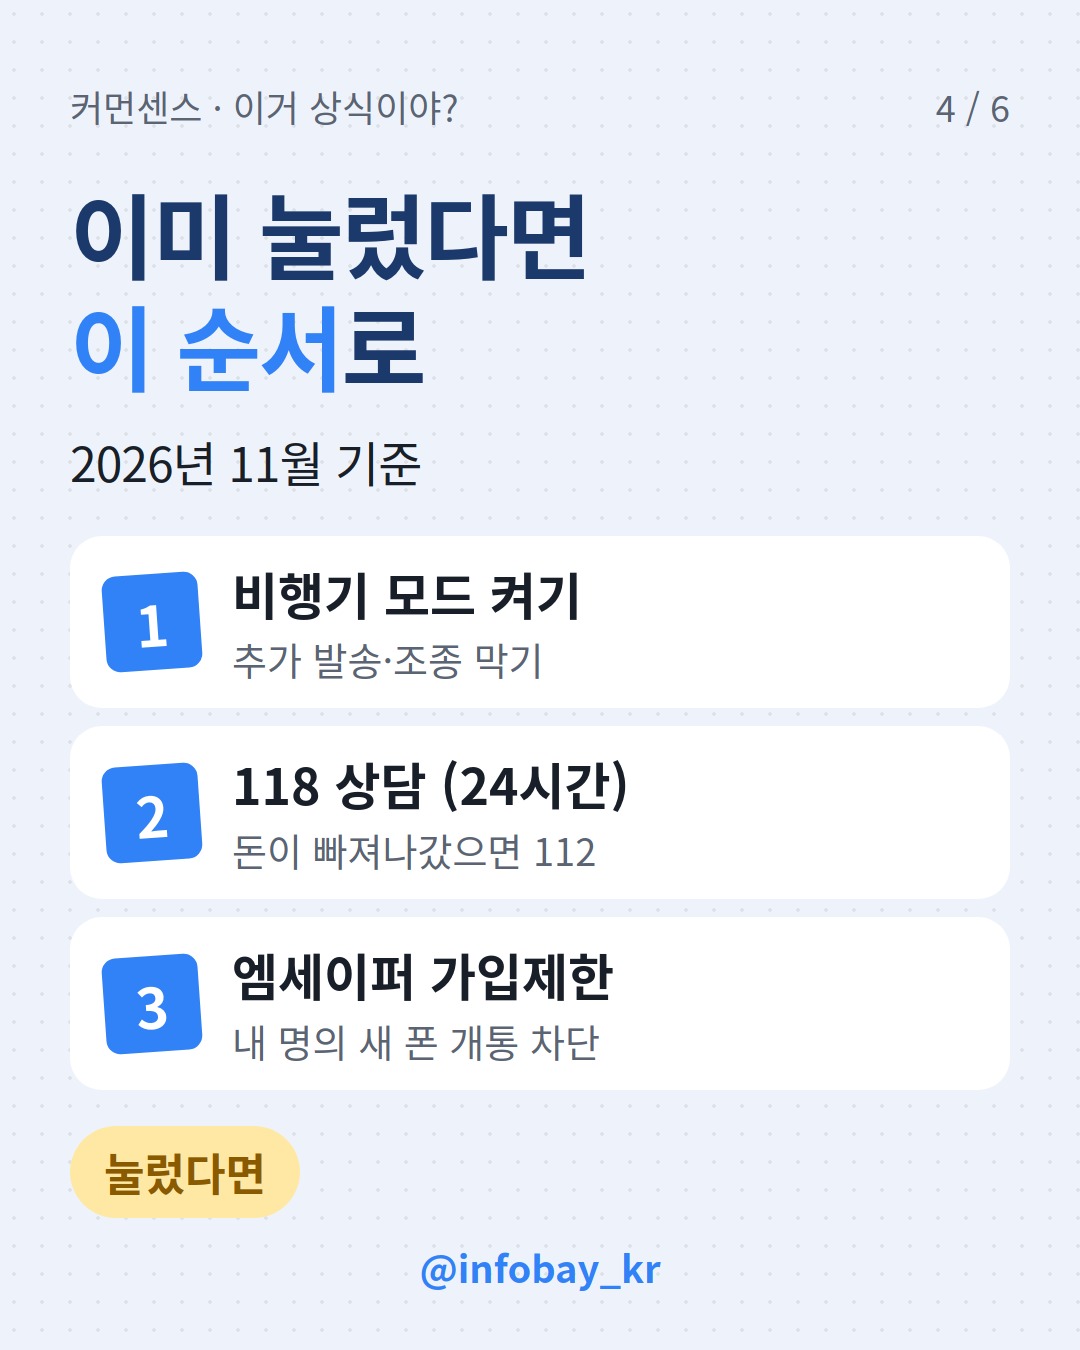 커먼센스 · 이거 상식이야?
4 / 6
이미 눌렀다면
이 순서로
2026년 11월 기준
1
비행기 모드 켜기
추가 발송·조종 막기
2
118 상담 (24시간)
돈이 빠져나갔으면 112
3
엠세이퍼 가입제한
내 명의 새 폰 개통 차단
눌렀다면
@infobay_kr